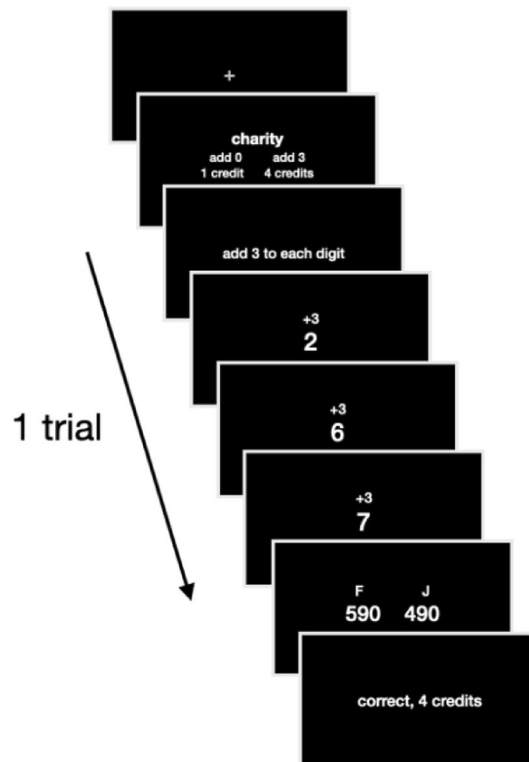 +
charity
add 0 add 3
1 credit 4 credits
add 3 to each digit
+3
2
+3
6
1 trial
+3
7
F J
590 490
correct, 4 credits